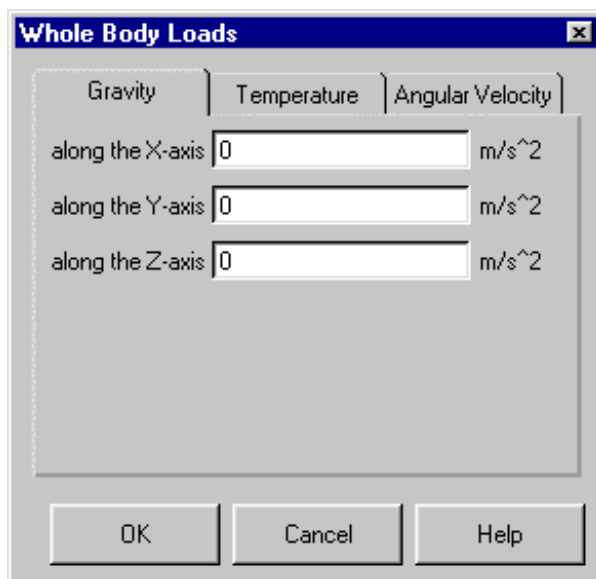 Whole Body Loads
Gravity Temperature Angular Velocity
along the X-axis 0 m/s^2
along the Y-axis 0 m/s^2
along the Z-axis 0 m/s^2
OK Cancel Help